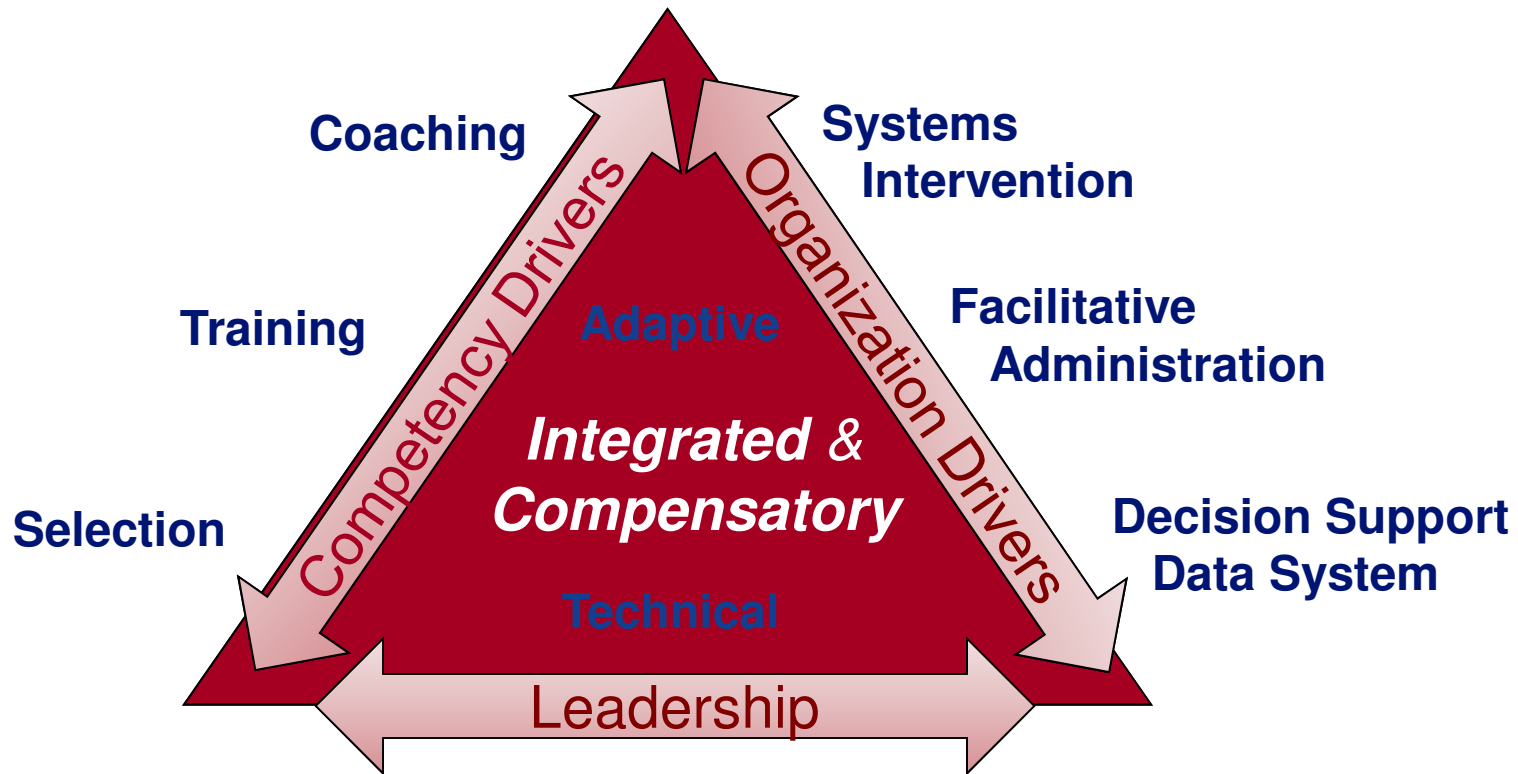 Coaching
Training
Selection
Competency Drivers
Systems
Intervention
Facilitative
Administration
Decision Support
Data System
Organization Drivers
Adaptive
Integrated &
Compensatory
Technical
Leadership